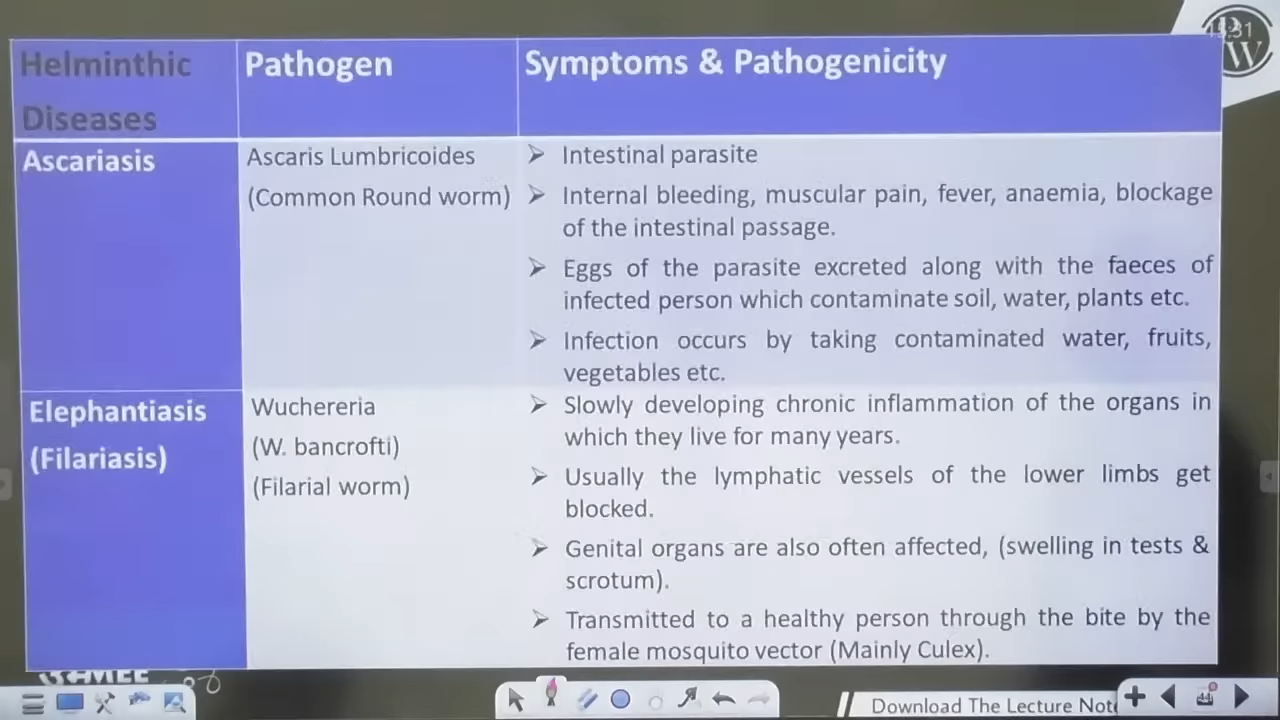 Helminthic
Diseases
Pathogen
Symptoms & Pathogenicity
Ascariasis
Ascaris Lumbricoides
(Common Round worm)
➢ Intestinal parasite
➢ Internal bleeding, muscular pain, fever, anaemia, blockage
of the intestinal passage.
➢ Eggs of the parasite excreted along with the faeces of
infected person which contaminate soil, water, plants etc.
➢ Infection occurs by taking contaminated water, fruits,
vegetables etc.
Elephantiasis
(Filariasis)
Wuchereria
(W. bancrofti)
(Filarial worm)
➢ Slowly developing chronic inflammation of the organs in
which they live for many years.
➢ Usually the lymphatic vessels of the lower limbs get
blocked.
➢ Genital organs are also often affected, (swelling in tests &
scrotum).
➢ Transmitted to a healthy person through the bite by the
female mosquito vector (Mainly Culex).
Download The Lecture Not
44